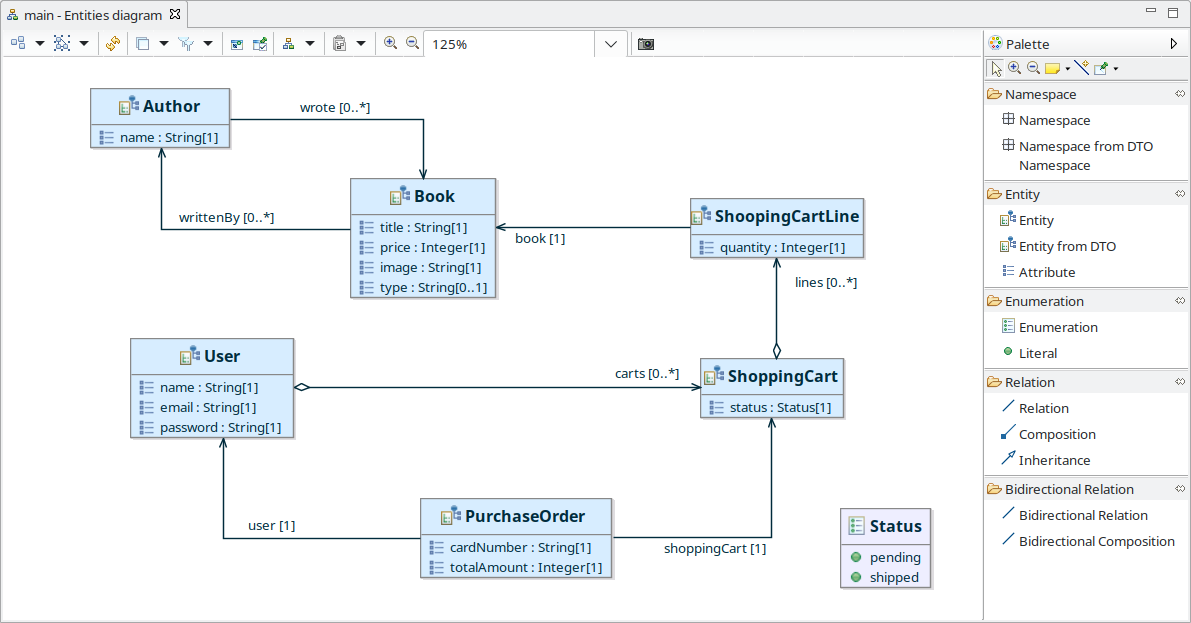 main - Entities diagram
125%
Author
name : String[1]
wrote [0..*]
writtenBy [0..*]
Book
title : String[1]
price : Integer[1]
image : String[1]
type : String[0..1]
book [1]
ShoopingCartLine
quantity : Integer[1]
lines [0..*]
User
name : String[1]
email : String[1]
password : String[1]
carts [0..*]
ShoppingCart
status : Status[1]
user [1]
PurchaseOrder
cardNumber : String[1]
totalAmount : Integer[1]
shoppingCart [1]
Status
pending
shipped
Palette
Namespace
Namespace
Namespace from DTO
Namespace
Entity
Entity
Entity from DTO
Attribute
Enumeration
Enumeration
Literal
Relation
Relation
Composition
Inheritance
Bidirectional Relation
Bidirectional Relation
Bidirectional Composition